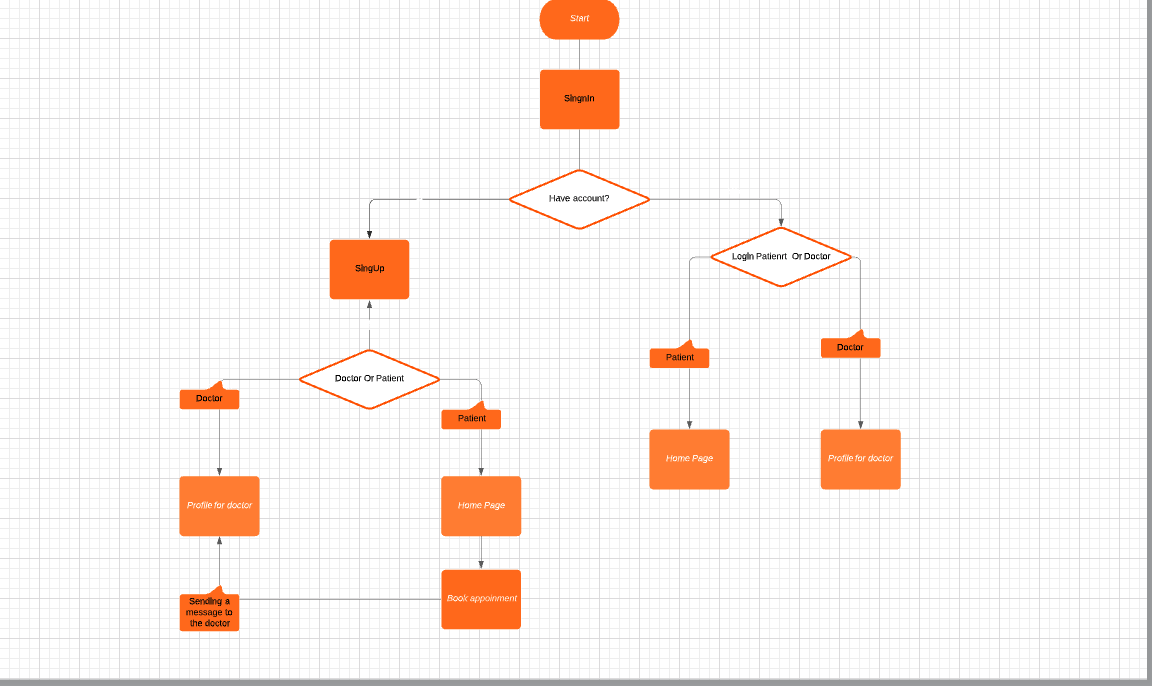 Start
SingnIn
Have account?
SingUp
Login Patienrt Or Doctor
Patient
Doctor
Doctor Or Patient
Doctor
Patient
Home Page
Profile for doctor
Profile for doctor
Home Page
Book appoinment
Sending a
message to
the doctor